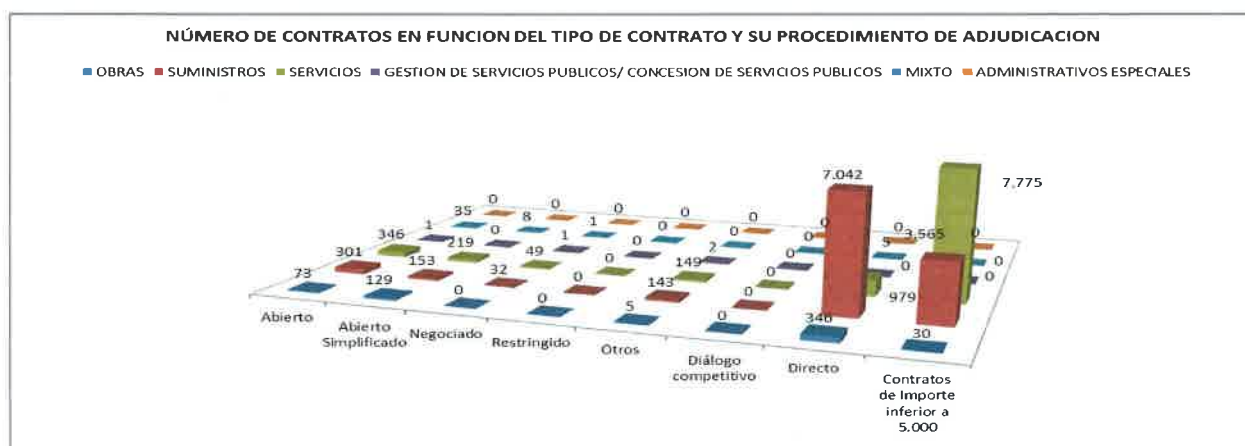 NÚMERO DE CONTRATOS EN FUNCION DEL TIPO DE CONTRATO Y SU PROCEDIMIENTO DE ADJUDICACION
OBRAS SUMINISTROS SERVICIOS GESTION DE SERVICIOS PUBLICOS/ CONCESION DE SERVICIOS PUBLICOS MIXTO ADMINISTRATIVOS ESPECIALES
0 0 0 0 0 0 0 0
35 8 1 0 0 0 5 0
1 0 1 0 2 0 0 0
346 219 49 0 149 0 979 7,775
301 153 32 0 143 0 7.042 3,565
73 129 0 0 5 0 346 30
Abierto
Abierto
Simplificado
Negociado
Restringido
Otros
Diálogo
competitivo
Directo
Contratos
de Importe
inferior a
5.000